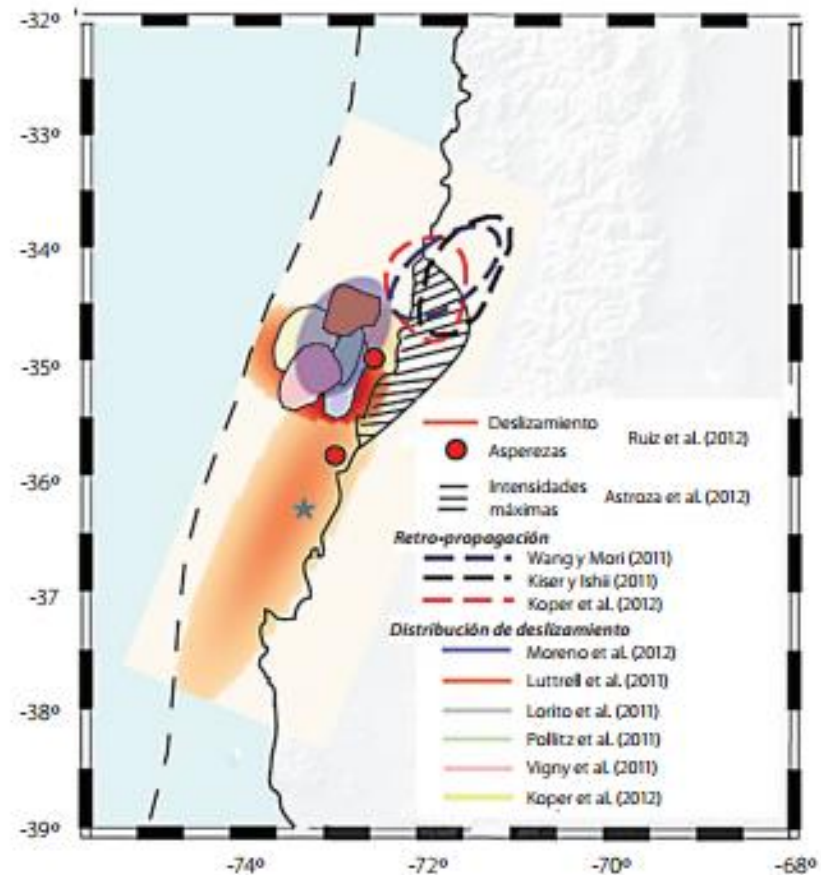 -32º
-33º
-34º
-35º
-36º
-37
-38º
-39º
Deslizamiento
Asperezas
Ruiz et al. (2012)
Intensidades
máximas
Astroza et al. (2012)
Retro-propagación
Wang y Mori (2011)
Kiser y Ishii (2011)
Koper et al. (2012)
Distribución de deslizamiento
Moreno et al. (2012)
Luttrell et al. (2011)
Lorito et al. (2011)
Pollitz et al. (2011)
Vigny et al. (2011)
Koper et al. (2012)
-74º
-72º
-70º
-68º